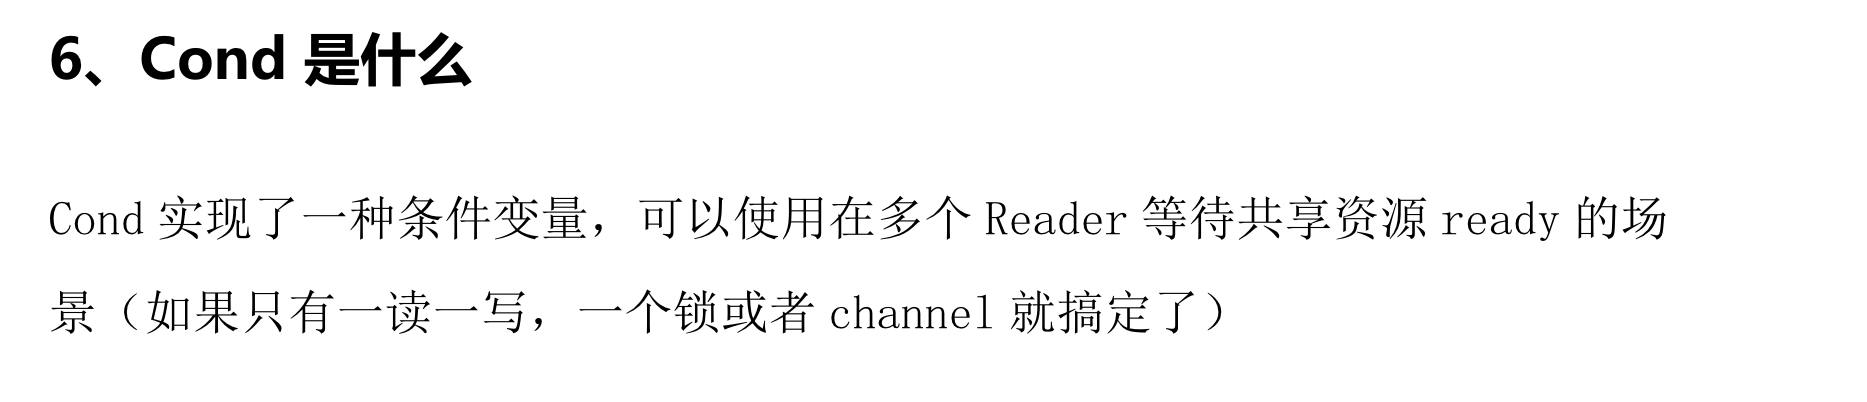 6、Cond 是什么
Cond 实现了一种条件变量，可以使用在多个 Reader 等待共享资源 ready 的场
景（如果只有一读一写，一个锁或者 channel 就搞定了）